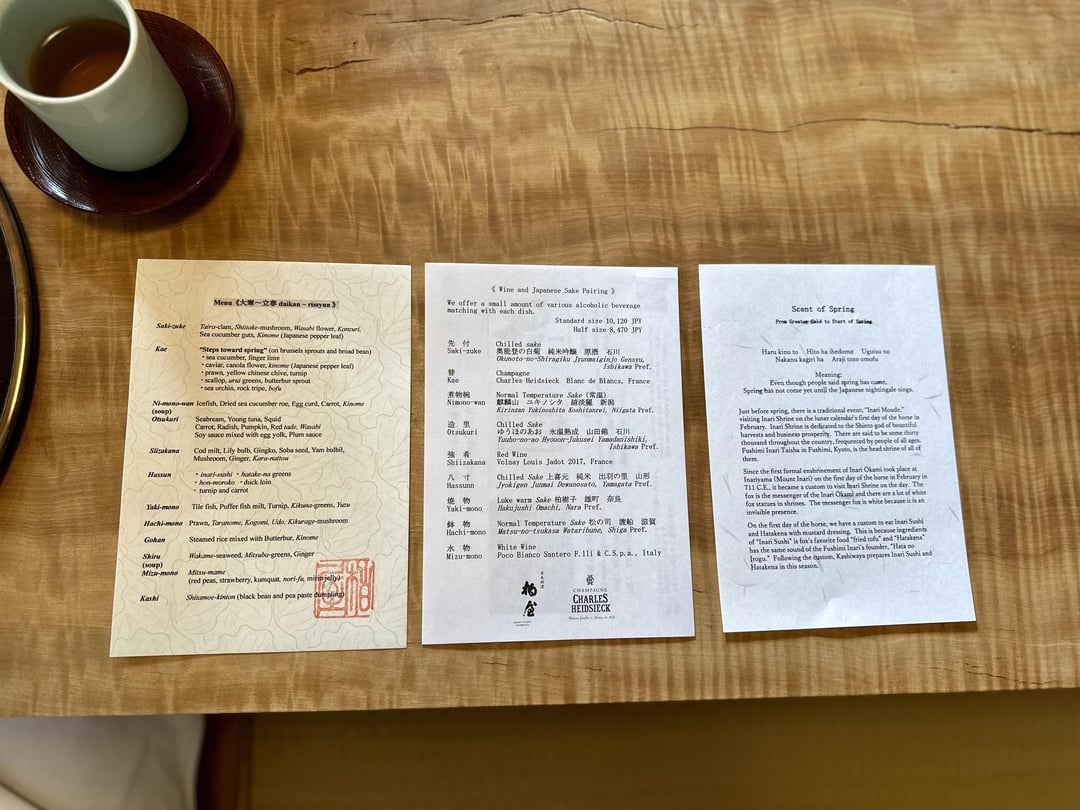 Menu《大寒～立春 daikan～rissyun 》
Saki-zuke Taira-clam, Shiitake-mushroom, Wasabi flower, Kanzuri,
Sea cucumber guts, Kinome (Japanese pepper leaf)
Kae "Steps toward spring" (on brussels sprouts and broad bean)
・sea cucumber, finger lime
・caviar, canola flower, kinome (Japanese pepper leaf)
・prawn, yellow chinese chive, turnip
・scallop, urui greens, butterbur sprout
・sea urchin, rock tripe, bofu
Ni-mono-wan Icefish, Dried sea cucumber roe, Egg curd, Carrot, Kinome
(soup)
Otsukuri Seabream, Young tuna, Squid
Carrot, Radish, Pumpkin, Red tade, Wasabi
Soy sauce mixed with egg yolk, Plum sauce
Siizakana Cod milt, Lily bulb, Gingko, Soba seed, Yam bulbil,
Mushroom, Ginger, Kara-nattou
Hassun ・inari-sushi ・hatake-na greens
・hon-moroko ・duck loin
・turnip and carrot
Yaki-mono Tile fish, Puffer fish milt, Turnip, Kikuna-greens, Yuzu
Hachi-mono Prawn, Taranome, Kogomi, Udo, Kikurage-mushroom
Gohan Steamed rice mixed with Butterbur, Kinome
Shiru Wakame-seaweed, Mitsuba-greens, Ginger
(soup)
Mizu-mono Mitsu-mame
(red peas, strawberry, kumquat, nori-fu, mirin jelly)
Kashi Shitamoe-kinton (black bean and pea paste dumpling)
《 Wine and Japanese Sake Pairing 》
We offer a small amount of various alcoholic beverage
matching with each dish.
Standard size 10,120 JPY
Half size 8,470 JPY
先 付 Chilled sake
Saki-zuke 奥能登の白菊 純米吟醸 原酒 石川
Okunoto-no-Shiragiku Jyunmaiginjo Gensyu,
Ishikawa Pref.
替 Champagne
Kae Charles Heidsieck Blanc de Blancs, France
煮物椀 Normal Temperature Sake (常温)
Nimono-wan 麒麟山 ユキノシタ 越淡麗 新潟
Kirinzan Yukinoshita Koshitanrei, Niigata Pref.
造 里 Chilled Sake
Otsukuri ゆうほのあお 氷温熟成 山田錦 石川
Yuuho-no-ao Hyouon-Jukusei Yamadanishiki,
Ishikawa Pref.
強 肴 Red Wine
Shiizakana Volnay Louis Jadot 2017, France
八 寸 Chilled Sake 上喜元 純米 出羽の里 山形
Hassunn Jyokigen Junmai Dewanosato, Yamagata Pref.
焼 物 Luke warm Sake 柏樹子 雄町 奈良
Yaki-mono Hakujushi Omachi, Nara Pref.
鉢 物 Normal Temperature Sake 松の司 渡船 滋賀
Hachi-mono Matsu-no-tsukasa Wataribune, Shiga Pref.
水 物 White Wine
Mizu-mono Poco Bianco Santero F.lli & C.S.p.a., Italy
柏屋
CHAMPAGNE
CHARLES
HEIDSIECK
Scent of Spring
From Greater Cold to Start of Spring
Haru kinu to Hito ha ihedomo Uguisu no
Nakanu kagiri ha Araji tozo omofu
Meaning:
Even though people said spring has come,
Spring has not come yet until the Japanese nightingale sings.
Just before spring, there is a traditional event, "Inari Moude,"
visiting Inari Shrine on the lunar calendar's first day of the horse in
February. Inari Shrine is dedicated to the Shinto god of bountiful
harvests and business prosperity. There are said to be some thirty
thousand throughout the country, frequented by people of all ages.
Fushimi Inari Taisha in Fushimi, Kyoto, is the head shrine of all of
them.
Since the first formal enshrinement of Inari Ōkami took place at
Inariyama (Mount Inari) on the first day of the horse in February in
711 C.E., it became a custom to visit Inari Shrine on the day. The
fox is the messenger of the Inari Ōkami and there are a lot of white
fox statues in shrines. The messenger fox is white because it is an
invisible presence.
On the first day of the horse, we have a custom to eat Inari Sushi
and Hatakena with mustard dressing. This is because ingredients
of "Inari Sushi" is fox's favorite food "fried tofu" and "Hatakena"
has the same sound of the Fushimi Inari's founder, "Hata no
Irogu." Following the custom, Kashiwaya prepares Inari Sushi and
Hatakena in this season.